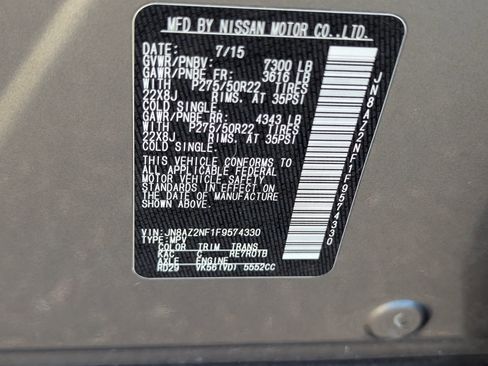 MFD BY NISSAN MOTOR CO.,LTD.
DATE: 7/15
GVWR/PNBV: 7300 LB
GAWR/PNBE FR: 3616 LB
WITH P275/50R22 TIRES
22X8J RIMS, AT 35PSI
COLD SINGLE.
GAWR/PNBE RR: 4343 LB
WITH P275/50R22 TIRES
22X8J RIMS, AT 35PSI
COLD SINGLE.
THIS VEHICLE CONFORMS TO
ALL APPLICABLE FEDERAL
MOTOR VEHICLE SAFETY
STANDARDS IN EFFECT ON
THE DATE OF MANUFACTURE
SHOWN ABOVE.
VIN: JN8AZ2NF1F9574330
TYPE: MPV
COLOR TRIM TRANS
KAC C RE7R01B
AXLE ENGINE
RD29 VK56(VD) 5552CC
JN8AZ2NF1F9574330